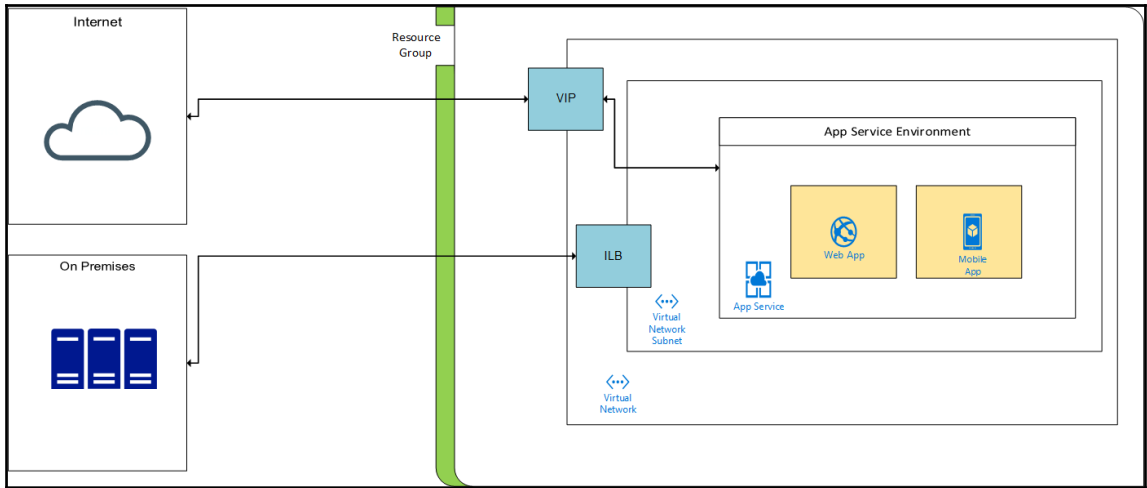 Internet
Resource
Group
VIP
App Service Environment
Web App
Mobile
App
App Service
ILB
On Premises
Virtual
Network
Subnet
Virtual
Network